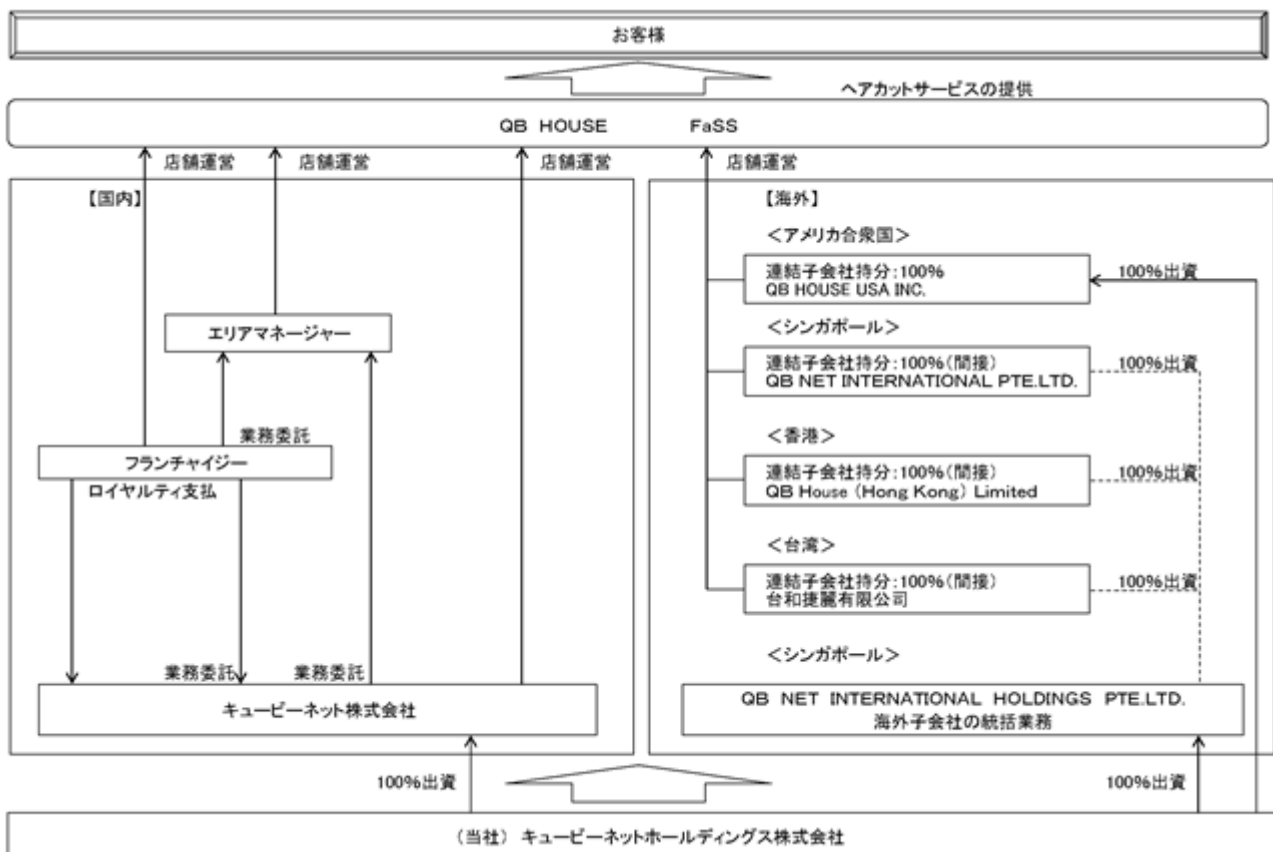 お客様
ヘアカットサービスの提供
QB HOUSE FaSS
店舗運営 店舗運営 店舗運営 店舗運営
【国内】
エリアマネージャー
業務委託
フランチャイジー
ロイヤルティ支払
業務委託 業務委託
キュービーネット株式会社
100%出資
【海外】
<アメリカ合衆国>
連結子会社持分:100%
QB HOUSE USA INC.
100%出資
<シンガポール>
連結子会社持分:100%(間接)
QB NET INTERNATIONAL PTE.LTD.
100%出資
<香港>
連結子会社持分:100%(間接)
QB House (Hong Kong) Limited
100%出資
<台湾>
連結子会社持分:100%(間接)
台和捷麗有限公司
100%出資
<シンガポール>
QB NET INTERNATIONAL HOLDINGS PTE.LTD.
海外子会社の統括業務
100%出資
(当社) キュービーネットホールディングス株式会社